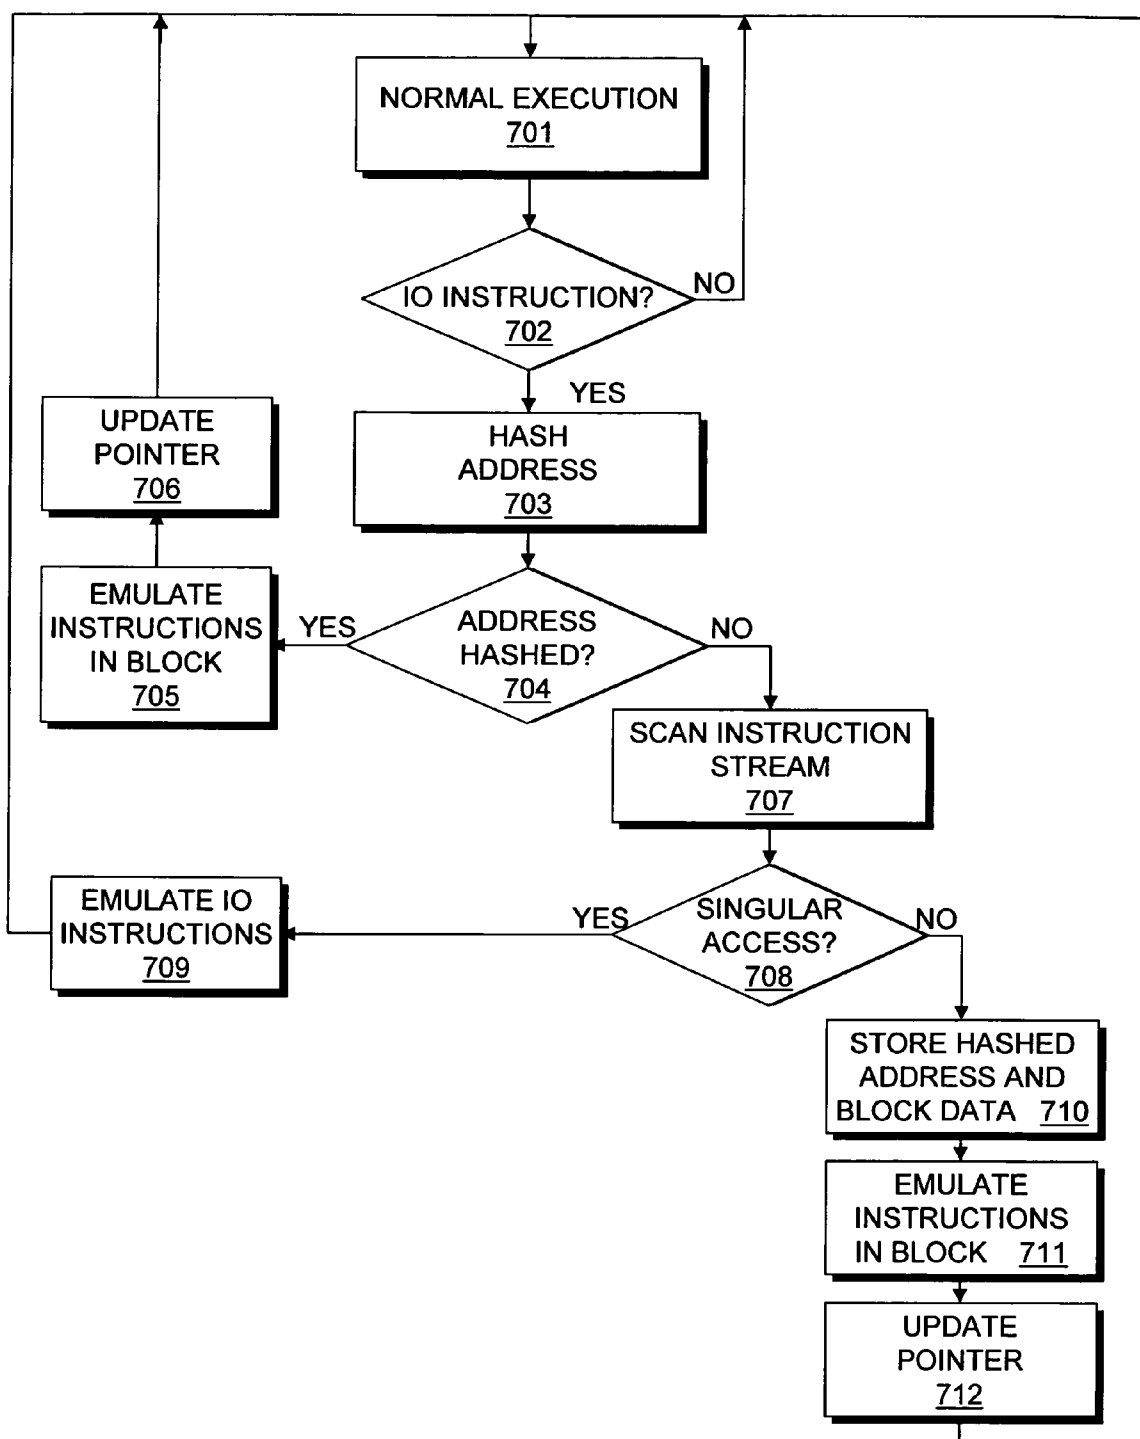 NORMAL EXECUTION
701
IO INSTRUCTION?
702
NO
YES
HASH
ADDRESS
703
UPDATE
POINTER
706
ADDRESS
HASHED?
704
YES
NO
EMULATE
INSTRUCTIONS
IN BLOCK
705
SCAN INSTRUCTION
STREAM
707
SINGULAR
ACCESS?
708
YES
NO
EMULATE IO
INSTRUCTIONS
709
STORE HASHED
ADDRESS AND
BLOCK DATA 710
EMULATE
INSTRUCTIONS
IN BLOCK 711
UPDATE
POINTER
712